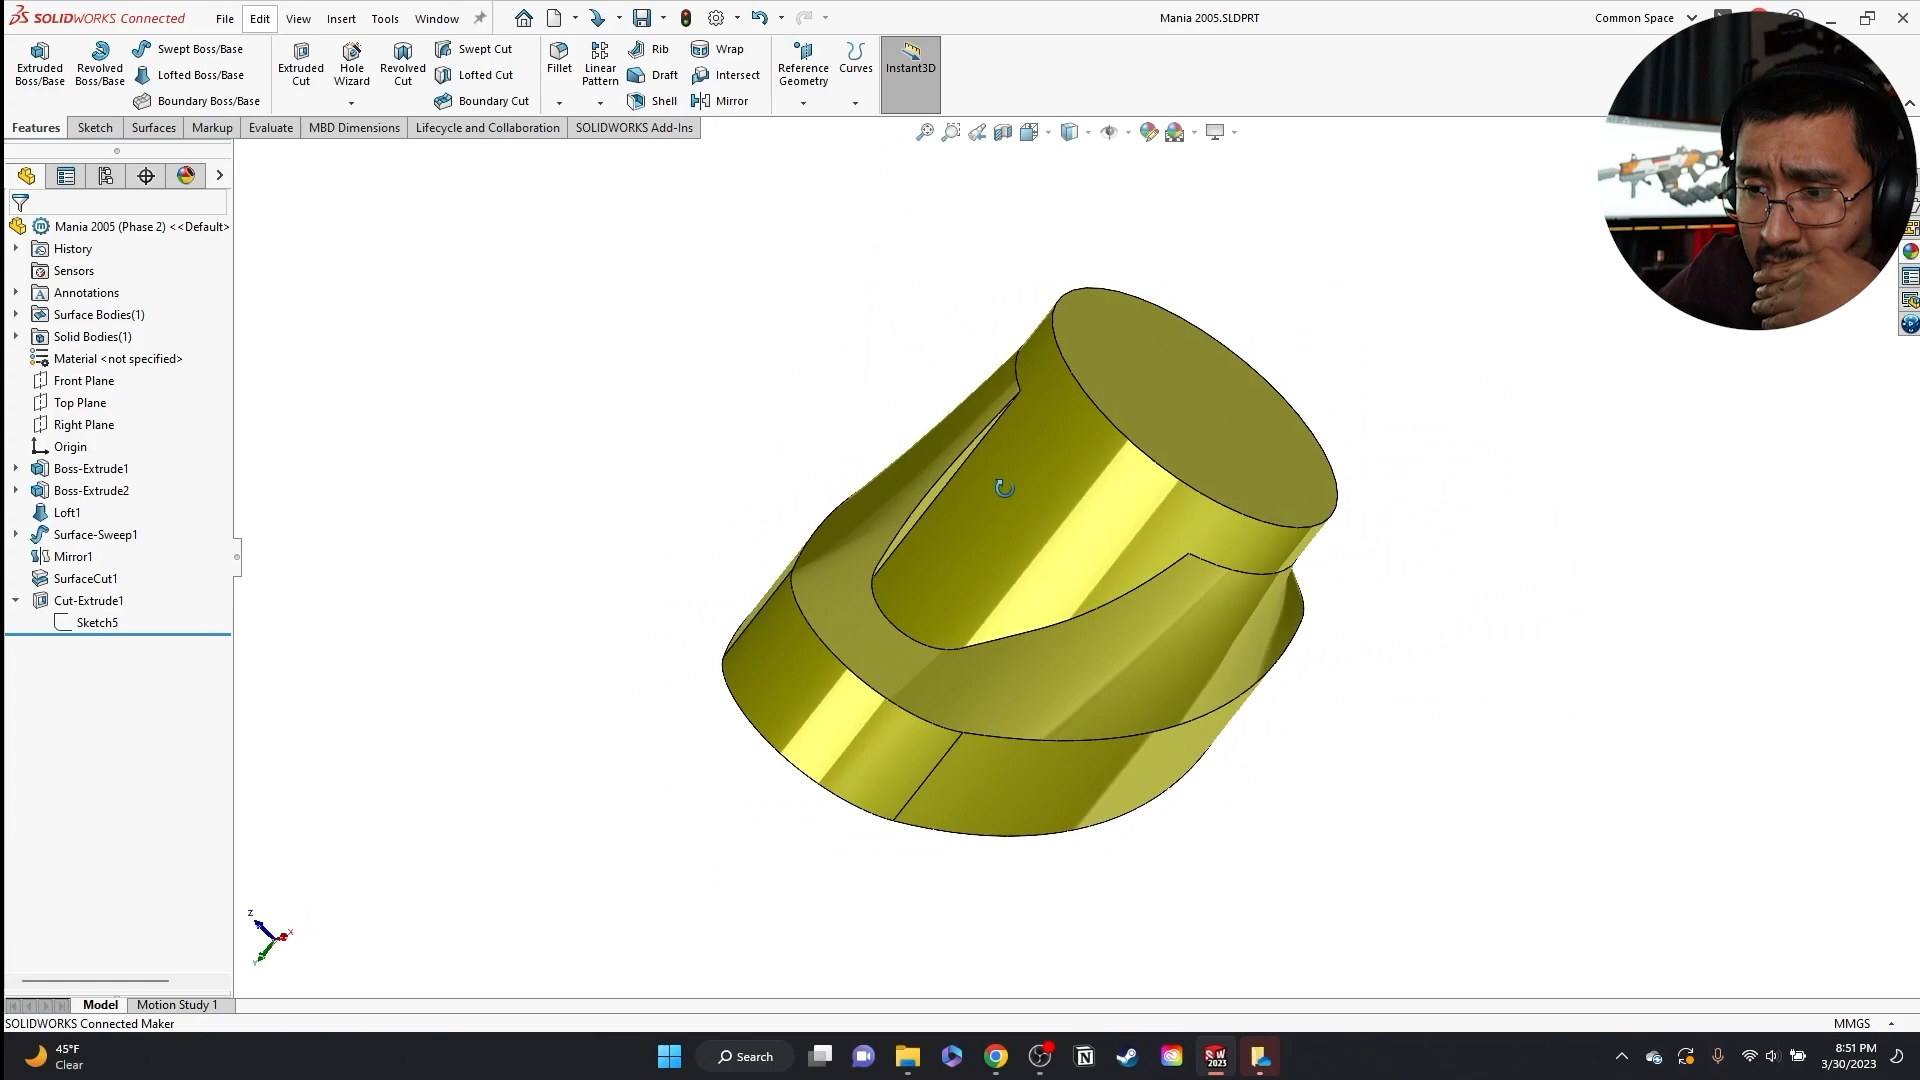 SOLIDWORKS Connected
File
Edit
View
Insert
Tools
Window
Mania 2005.SLDPRT
Common Space
Extruded
Boss/Base
Revolved
Boss/Base
Swept Boss/Base
Lofted Boss/Base
Boundary Boss/Base
Extruded
Cut
Hole
Wizard
Revolved
Cut
Swept Cut
Lofted Cut
Boundary Cut
Fillet
Linear
Pattern
Rib
Draft
Shell
Wrap
Intersect
Mirror
Reference
Geometry
Curves
Instant3D
Features
Sketch
Surfaces
Markup
Evaluate
MBD Dimensions
Lifecycle and Collaboration
SOLIDWORKS Add-Ins
Mania 2005 (Phase 2) <<Default>
History
Sensors
Annotations
Surface Bodies(1)
Solid Bodies(1)
Material <not specified>
Front Plane
Top Plane
Right Plane
Origin
Boss-Extrude1
Boss-Extrude2
Loft1
Surface-Sweep1
Mirror1
SurfaceCut1
Cut-Extrude1
Sketch5
Z
X
Y
Model
Motion Study 1
SOLIDWORKS Connected Maker
MMGS
45°F
Clear
Search
SW
2023
8:51 PM
3/30/2023